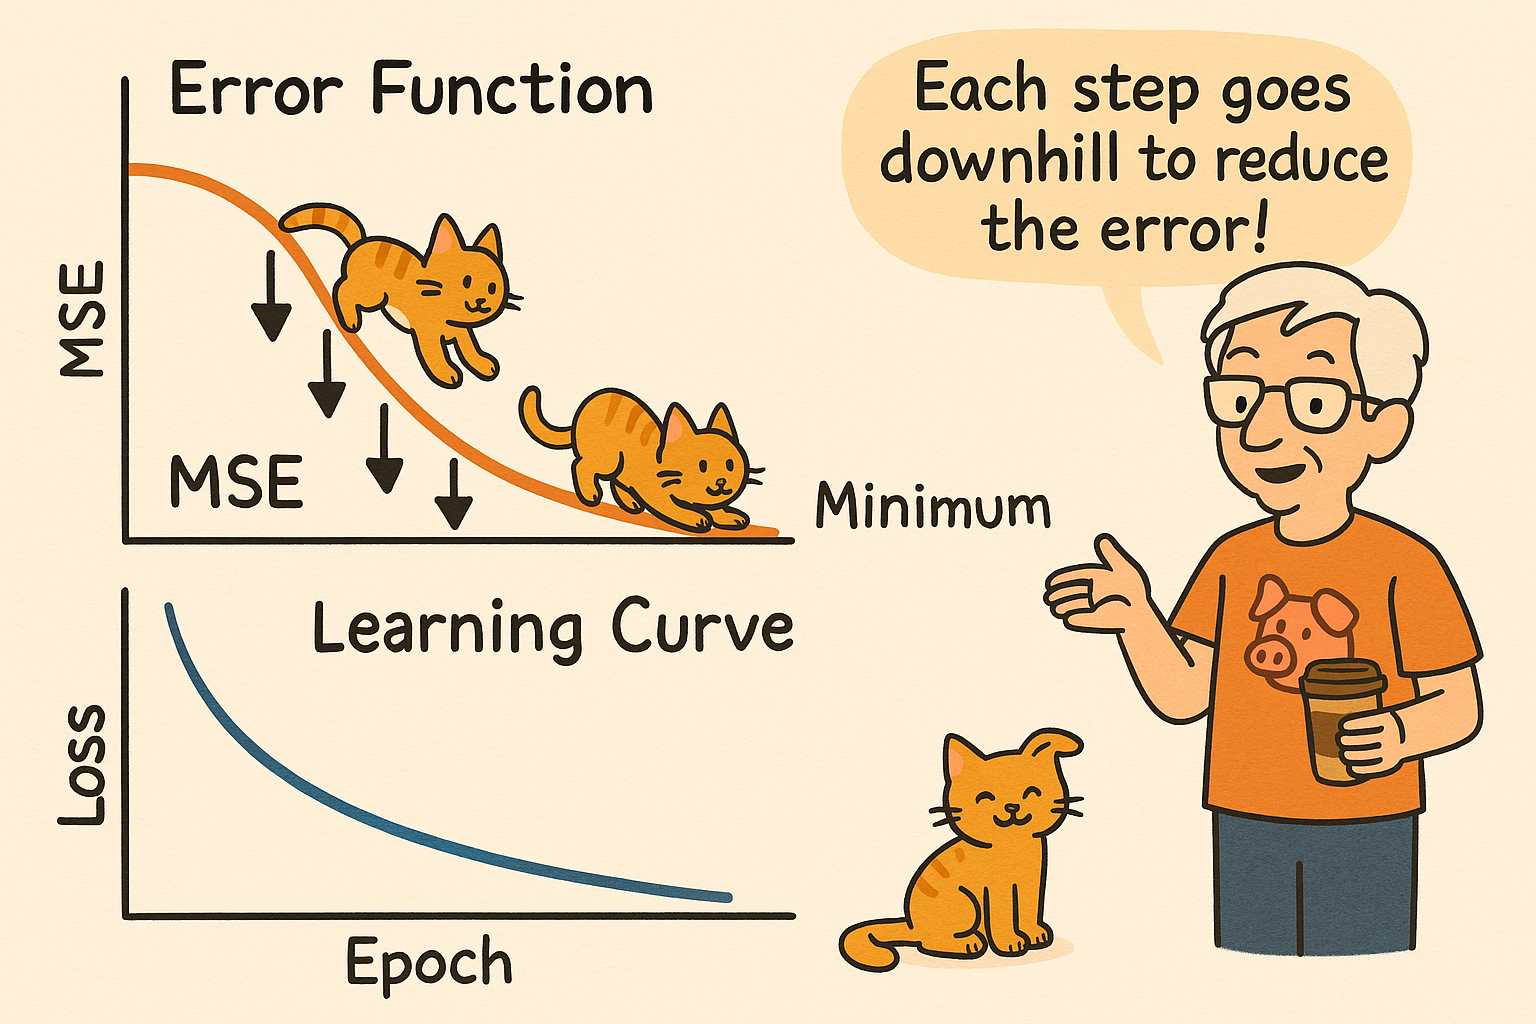 Error Function
MSE
MSE
Minimum
Each step goes
downhill to reduce
the error!
Learning Curve
Loss
Epoch